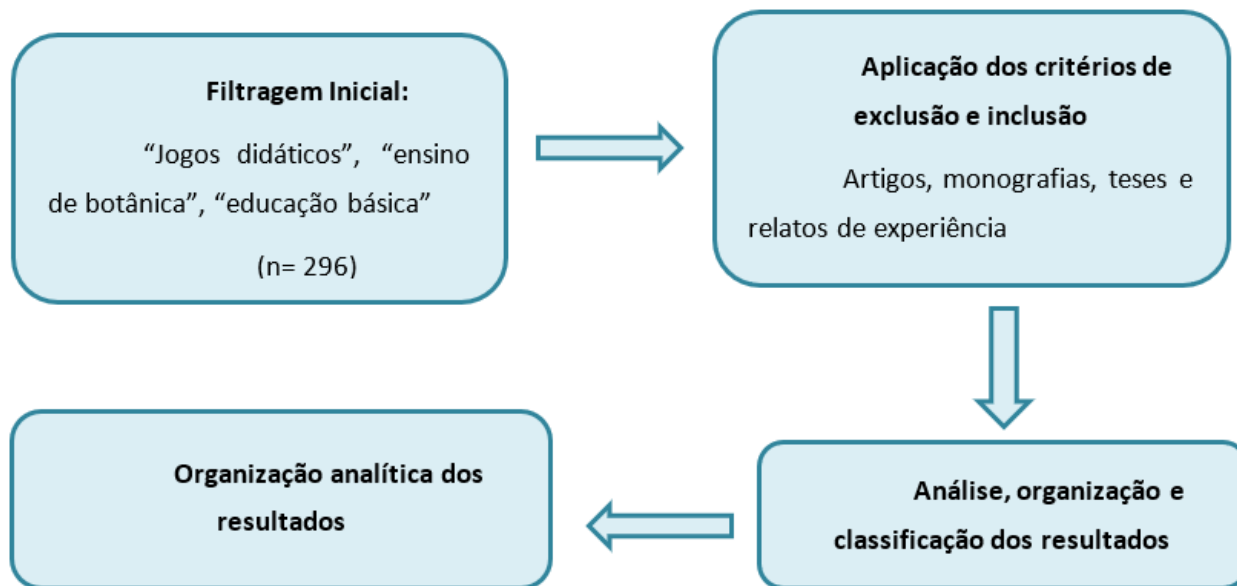 Filtragem Inicial:
“Jogos didáticos”, “ensino
de botânica”, “educação básica”
(n= 296)
Aplicação dos critérios de
exclusão e inclusão
Artigos, monografias, teses e
relatos de experiência
Análise, organização e
classificação dos resultados
Organização analítica dos
resultados